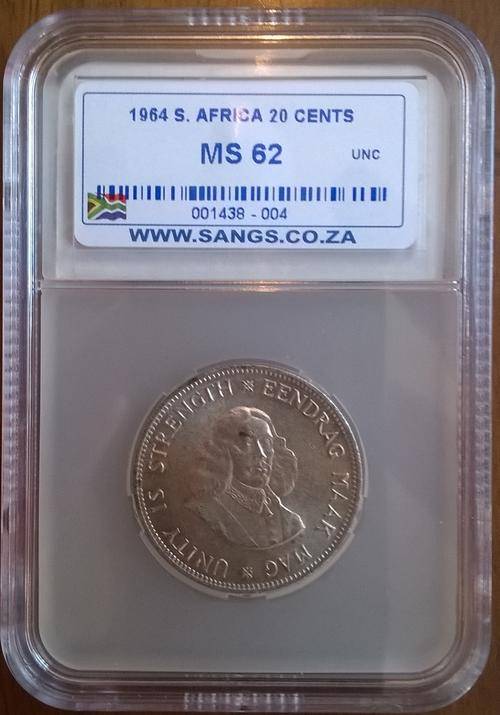 1964 S. AFRICA 20 CENTS
MS 62
UNC
001438 - 004
WWW.SANGS.CO.ZA
UNITY IS STRENGTH ※ EENDRAG MAAK MAG ※